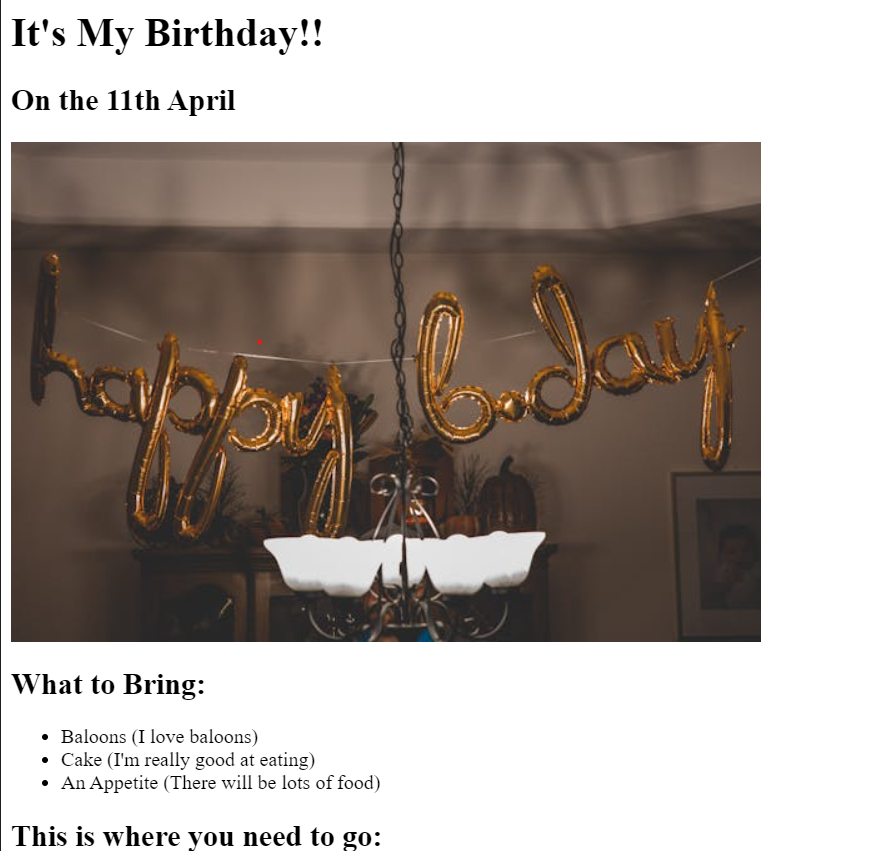 It's My Birthday!!
On the 11th April
happy b•day
What to Bring:
Baloons (I love baloons)
Cake (I'm really good at eating)
An Appetite (There will be lots of food)
This is where you need to go: